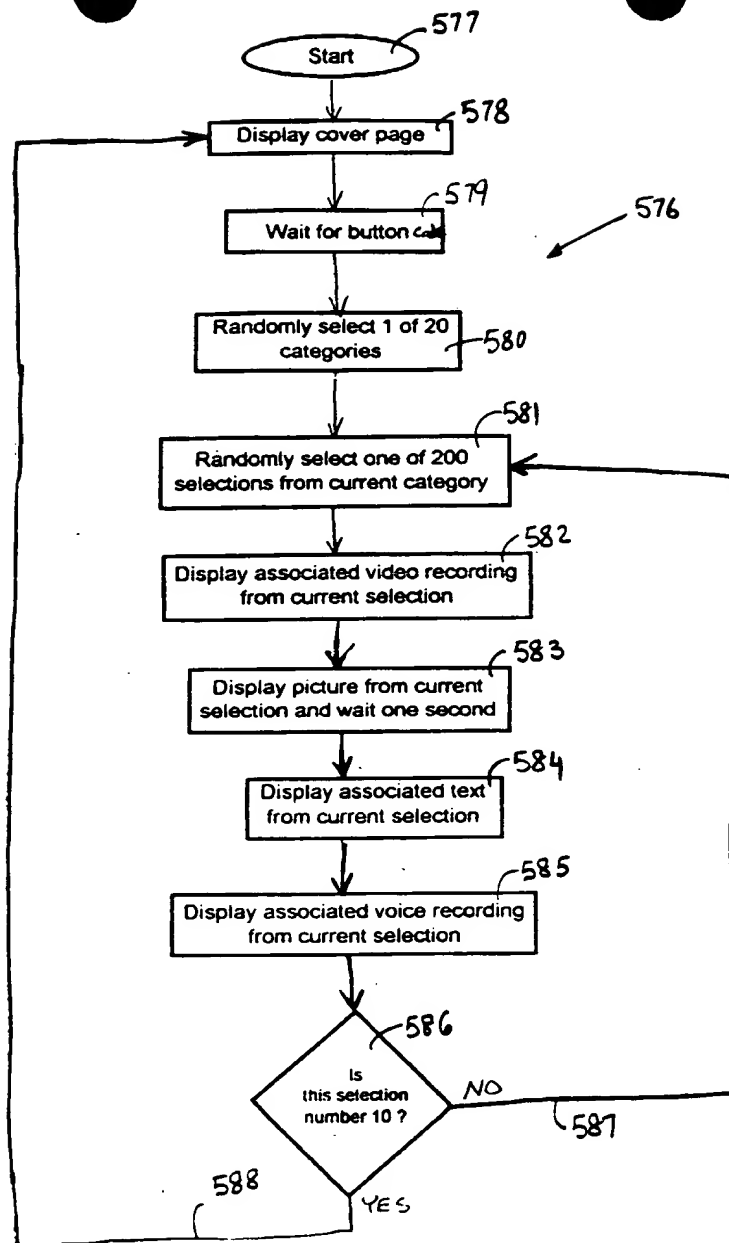 577
Start
578
Display cover page
579
Wait for button
576
Randomly select 1 of 20
categories
580
581
Randomly select one of 200
selections from current category
582
Display associated video recording
from current selection
583
Display picture from current
selection and wait one second
584
Display associated text
from current selection
585
Display associated voice recording
from current selection
586
Is
this selection
number 10 ?
NO
587
588
YES